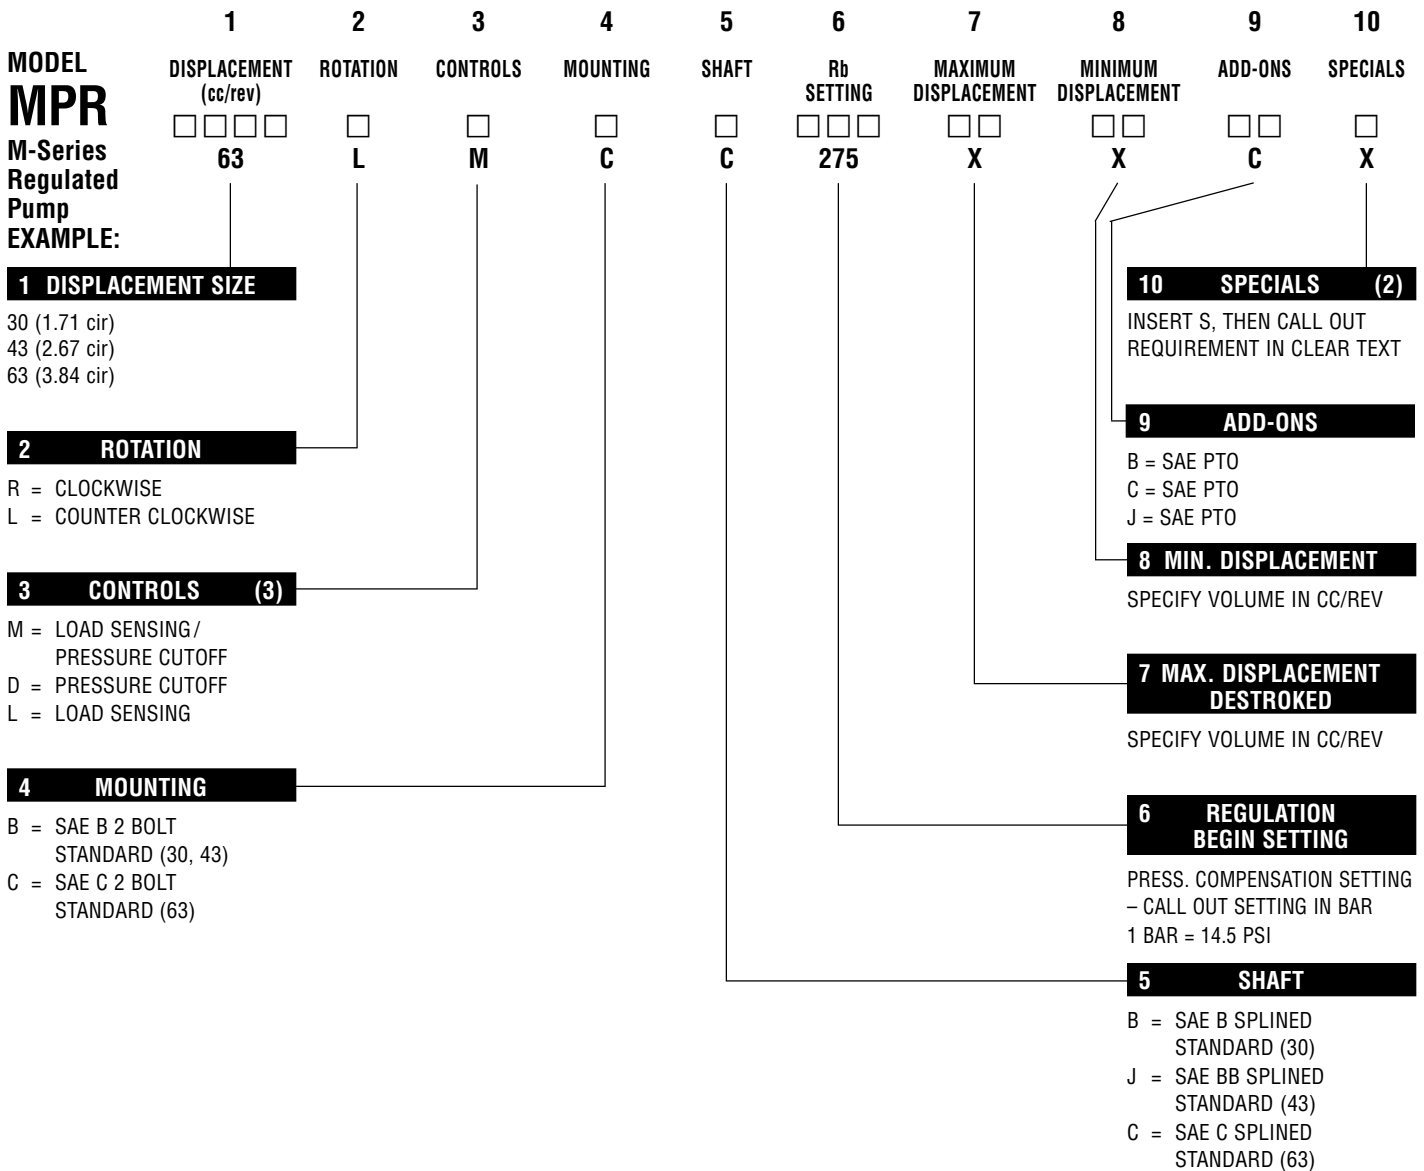 1 2 3 4 5 6 7 8 9 10
MODEL
MPR
M-Series
Regulated
Pump
EXAMPLE:
DISPLACEMENT
(cc/rev)
ROTATION
CONTROLS
MOUNTING
SHAFT
Rb
SETTING
MAXIMUM
DISPLACEMENT
MINIMUM
DISPLACEMENT
ADD-ONS
SPECIALS
63 L M C C 275 X X C X
1 DISPLACEMENT SIZE
30 (1.71 cir)
43 (2.67 cir)
63 (3.84 cir)
2 ROTATION
R = CLOCKWISE
L = COUNTER CLOCKWISE
3 CONTROLS (3)
M = LOAD SENSING/
PRESSURE CUTOFF
D = PRESSURE CUTOFF
L = LOAD SENSING
4 MOUNTING
B = SAE B 2 BOLT
STANDARD (30, 43)
C = SAE C 2 BOLT
STANDARD (63)
10 SPECIALS (2)
INSERT S, THEN CALL OUT
REQUIREMENT IN CLEAR TEXT
9 ADD-ONS
B = SAE PTO
C = SAE PTO
J = SAE PTO
8 MIN. DISPLACEMENT
SPECIFY VOLUME IN CC/REV
7 MAX. DISPLACEMENT
DESTROKED
SPECIFY VOLUME IN CC/REV
6 REGULATION
BEGIN SETTING
PRESS. COMPENSATION SETTING
– CALL OUT SETTING IN BAR
1 BAR = 14.5 PSI
5 SHAFT
B = SAE B SPLINED
STANDARD (30)
J = SAE BB SPLINED
STANDARD (43)
C = SAE C SPLINED
STANDARD (63)